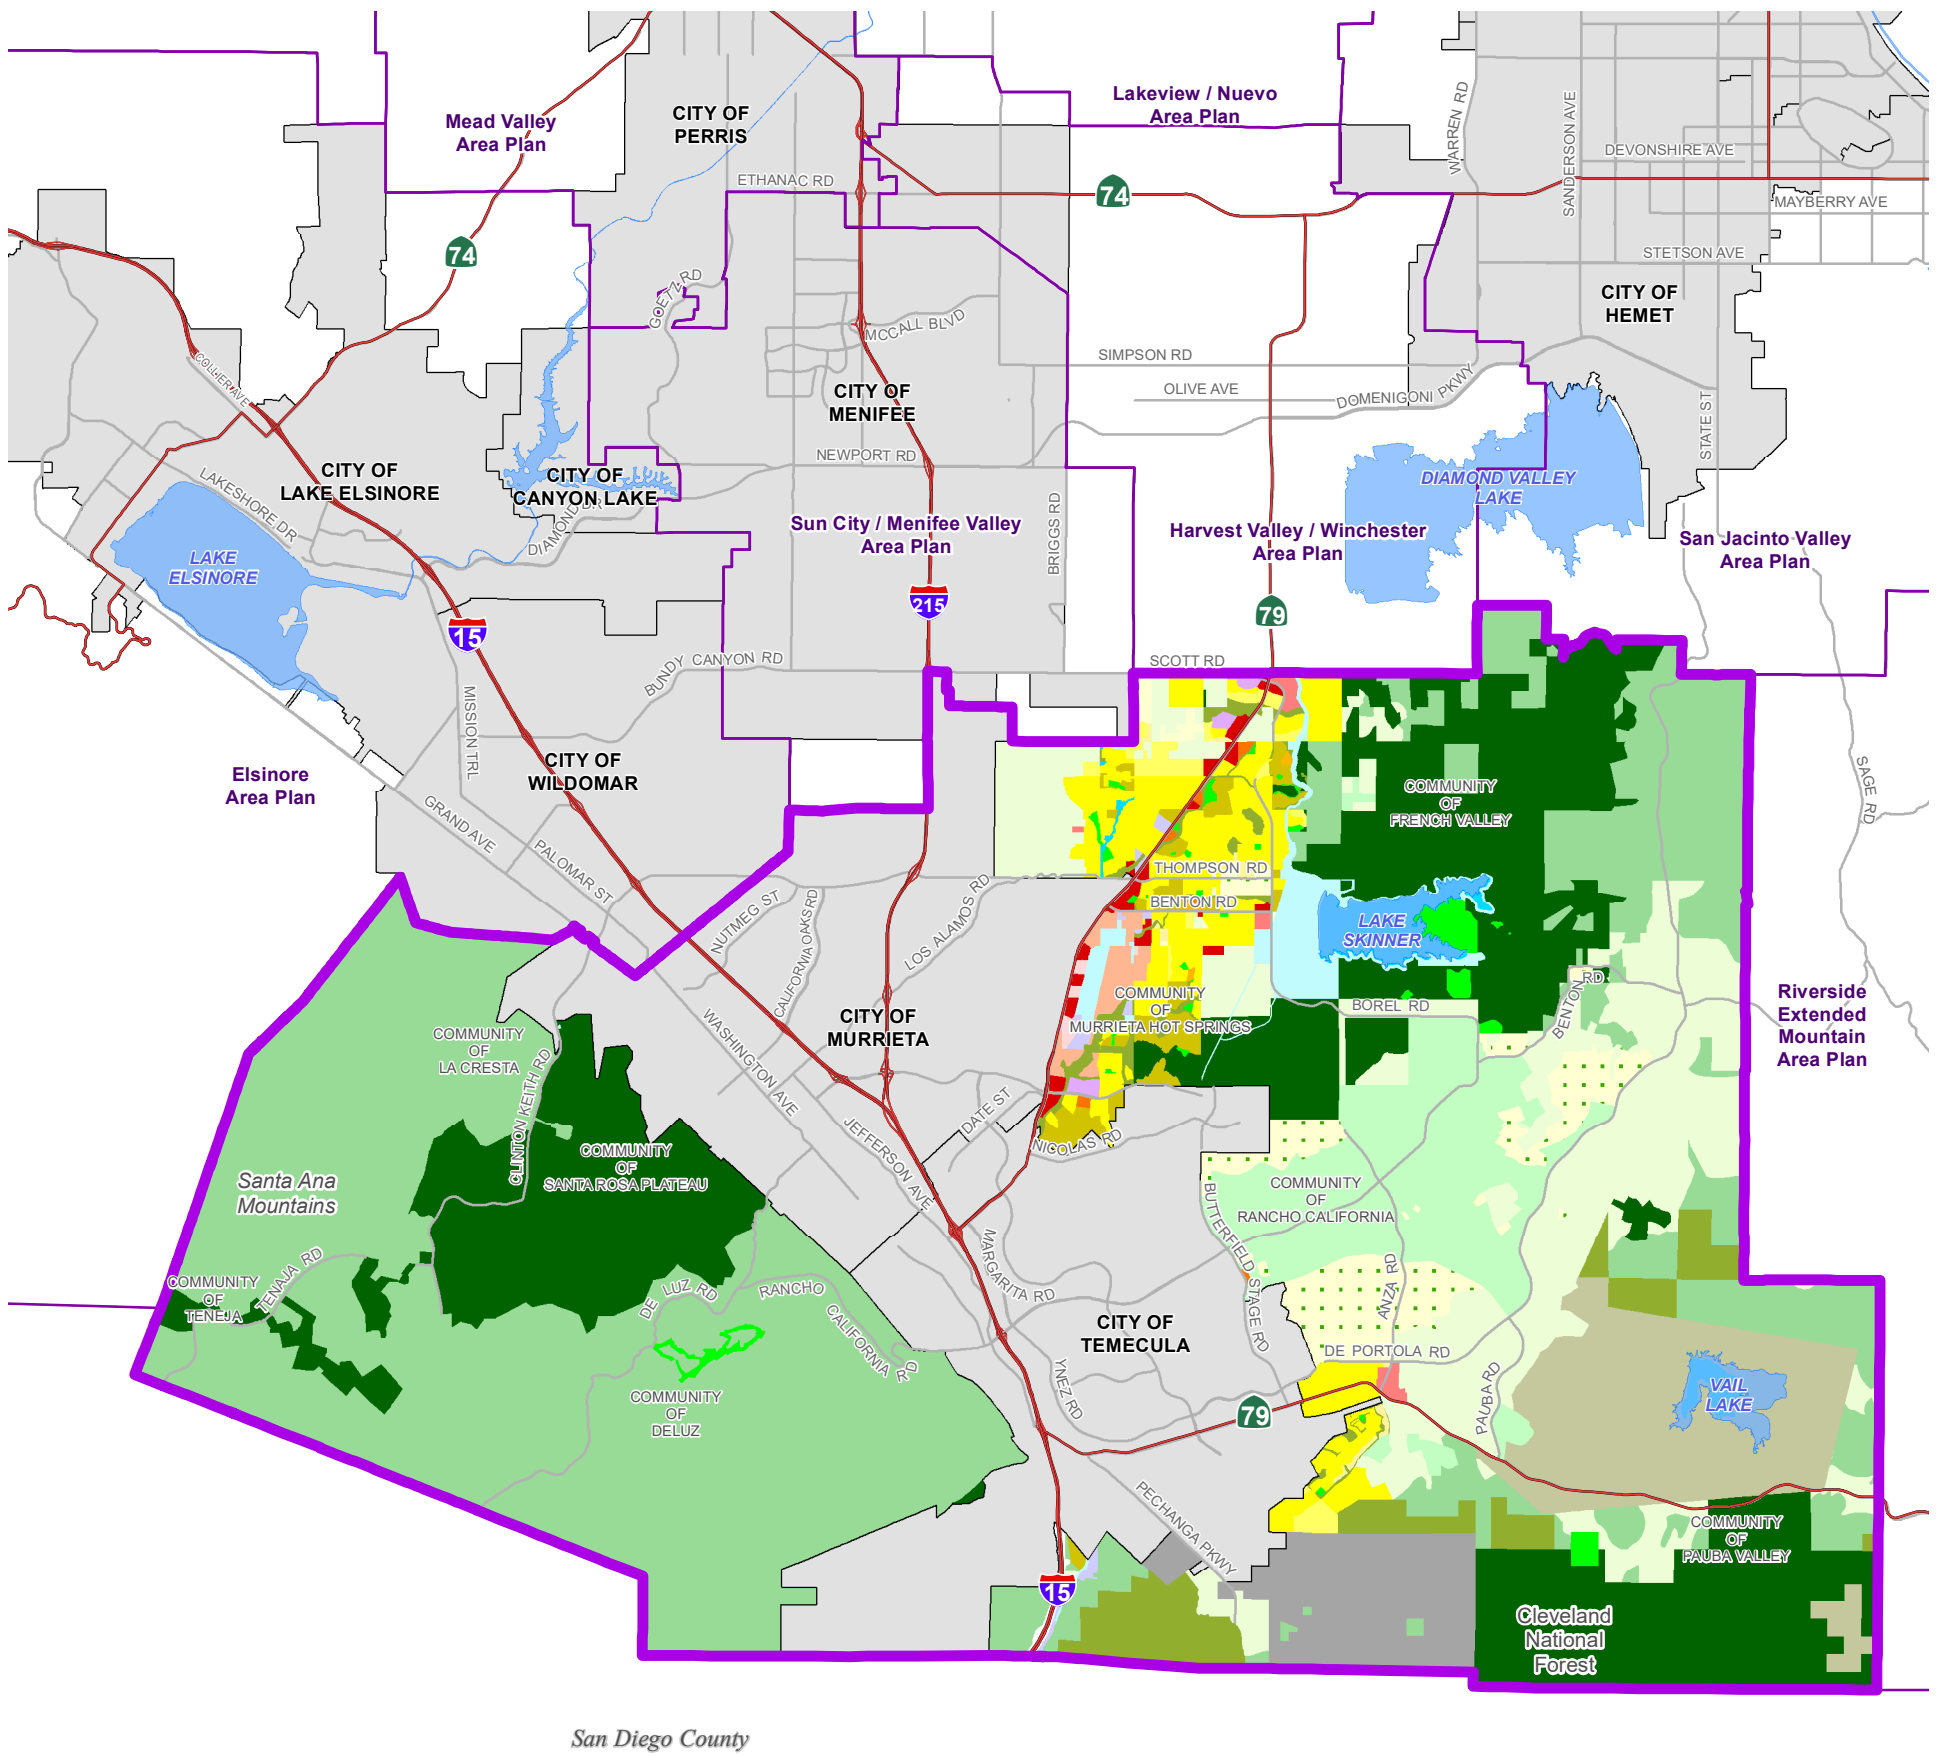 Mead Valley
Area Plan
CITY OF
PERRIS
Lakeview / Nuevo
Area Plan
WARREN RD
SANDERSON AVE
DEVONSHIRE AVE
MAYBERRY AVE
STETSON AVE
ETHANAC RD
74
74
GOETZ RD
MCCALL BLVD
CITY OF
HEMET
SIMPSON RD
OLIVE AVE
DOMENIGONI PKWY
STATE ST
COLLIER AVE
CITY OF
MENIFEE
NEWPORT RD
CITY OF
LAKE ELSINORE
CITY OF
CANYON LAKE
LAKESHORE DR
DIAMOND DR
LAKE
ELSINORE
Sun City / Menifee Valley
Area Plan
BRIGGS RD
Harvest Valley / Winchester
Area Plan
DIAMOND VALLEY
LAKE
San Jacinto Valley
Area Plan
215
79
15
SCOTT RD
BUNDY CANYON RD
MISSION TRL
CITY OF
WILDOMAR
Elsinore
Area Plan
GRAND AVE
PALOMAR ST
SAGE RD
COMMUNITY
OF
FRENCH VALLEY
THOMPSON RD
BENTON RD
NUTMEG ST
CALIFORNIA OAKS RD
LOS ALAMOS RD
LAKE
SKINNER
COMMUNITY
OF
MURRIETA HOT SPRINGS
BOREL RD
BENTON RD
Riverside
Extended
Mountain
Area Plan
CITY OF
MURRIETA
WASHINGTON AVE
COMMUNITY
OF
LA CRESTA
CLINTON KEITH RD
JEFFERSON AVE
DATE ST
NICOLAS RD
COMMUNITY
OF
SANTA ROSA PLATEAU
Santa Ana
Mountains
COMMUNITY
OF
RANCHO CALIFORNIA
BUTTERFIELD STAGE RD
MARGARITA RD
ANZA RD
TENAJA RD
COMMUNITY
OF
TENEJA
DE LUZ RD
RANCHO
CALIFORNIA
RD
CITY OF
TEMECULA
DE PORTOLA RD
YNEZ RD
PAUBA RD
VAIL
LAKE
COMMUNITY
OF
DELUZ
79
PECHANGA PKWY
COMMUNITY
OF
PAUBA VALLEY
15
Cleveland
National
Forest
San Diego County